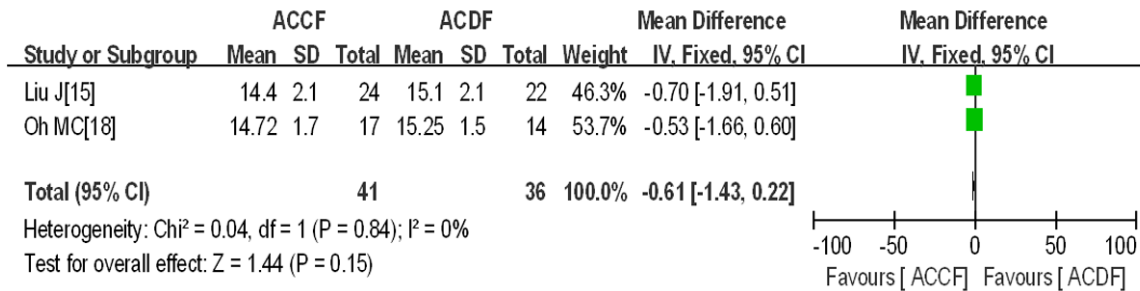 ACCF ACDF Mean Difference Mean Difference
Study or Subgroup Mean SD Total Mean SD Total Weight IV, Fixed, 95% CI IV, Fixed, 95% CI
Liu J[15] 14.4 2.1 24 15.1 2.1 22 46.3% -0.70 [-1.91, 0.51]
Oh MC[18] 14.72 1.7 17 15.25 1.5 14 53.7% -0.53 [-1.66, 0.60]
Total (95% CI) 41 36 100.0% -0.61 [-1.43, 0.22]
Heterogeneity: Chi² = 0.04, df = 1 (P = 0.84); I² = 0%
Test for overall effect: Z = 1.44 (P = 0.15)
-100 -50 0 50 100
Favours [ ACCF] Favours [ ACDF]